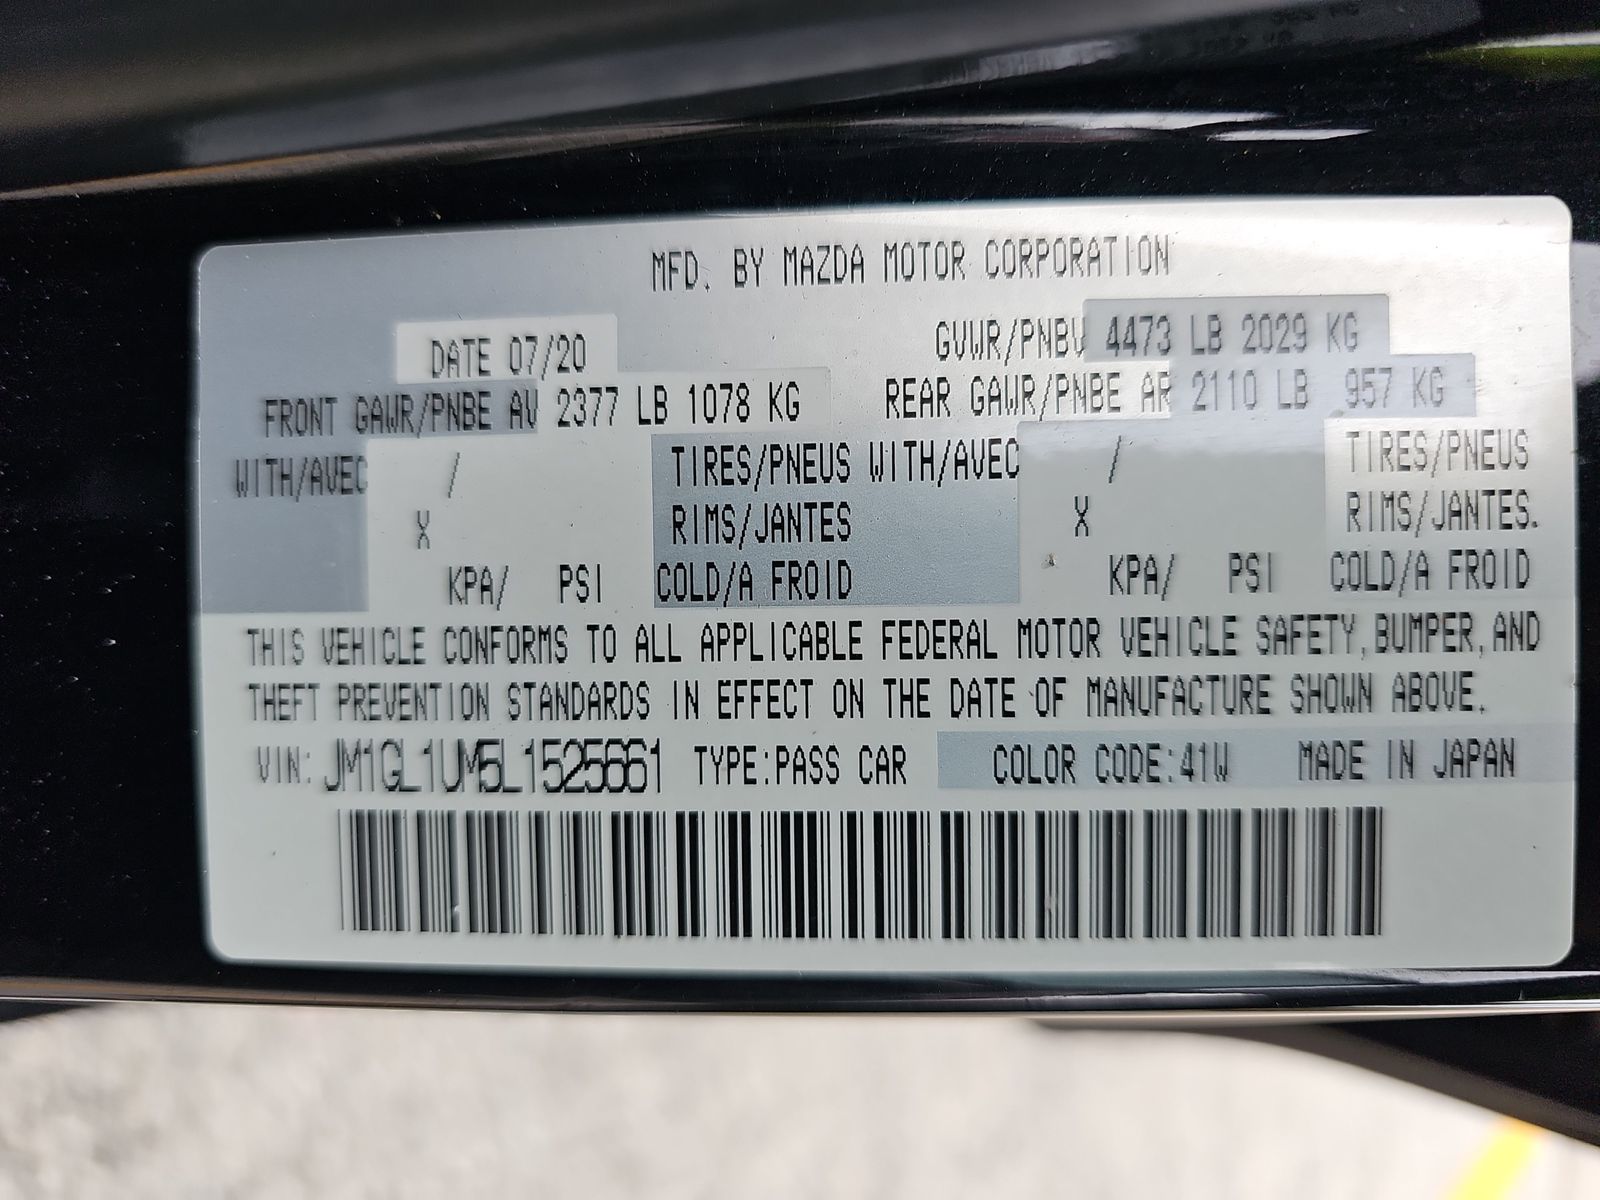 MFD. BY MAZDA MOTOR CORPORATION
DATE 07/20 GVWR/PNBV 4473 LB 2029 KG
FRONT GAWR/PNBE AV 2377 LB 1078 KG REAR GAWR/PNBE AR 2110 LB 957 KG
WITH/AVEC / TIRES/PNEUS WITH/AVEC / TIRES/PNEUS
X RIMS/JANTES X RIMS/JANTES.
KPA/ PSI COLD/A FROID KPA/ PSI COLD/A FROID
THIS VEHICLE CONFORMS TO ALL APPLICABLE FEDERAL MOTOR VEHICLE SAFETY, BUMPER, AND
THEFT PREVENTION STANDARDS IN EFFECT ON THE DATE OF MANUFACTURE SHOWN ABOVE.
VIN: JM1GL1UM5L1525661 TYPE:PASS CAR COLOR CODE:41W MADE IN JAPAN